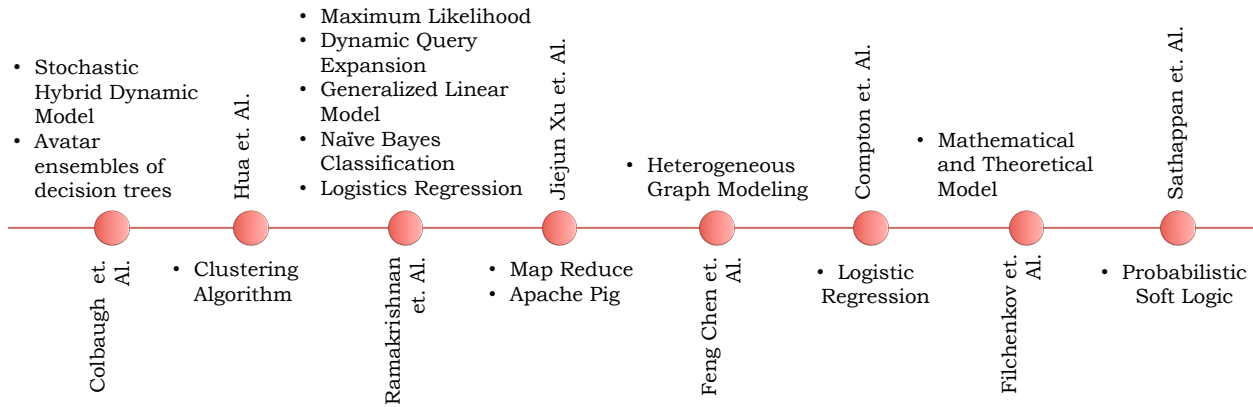 • Stochastic
Hybrid Dynamic
Model
• Avatar
ensembles of
decision trees
Colbaugh et.
Al.
Hua et. Al.
• Clustering
Algorithm
• Maximum Likelihood
• Dynamic Query
Expansion
• Generalized Linear
Model
• Naïve Bayes
Classification
• Logistics Regression
Ramakrishnan
et. Al.
Jiejun Xu et. Al.
• Map Reduce
• Apache Pig
• Heterogeneous
Graph Modeling
Feng Chen et.
Al.
Compton et. Al.
• Logistic
Regression
• Mathematical
and Theoretical
Model
Filchenkov et.
Al.
Sathappan et. Al.
• Probabilistic
Soft Logic